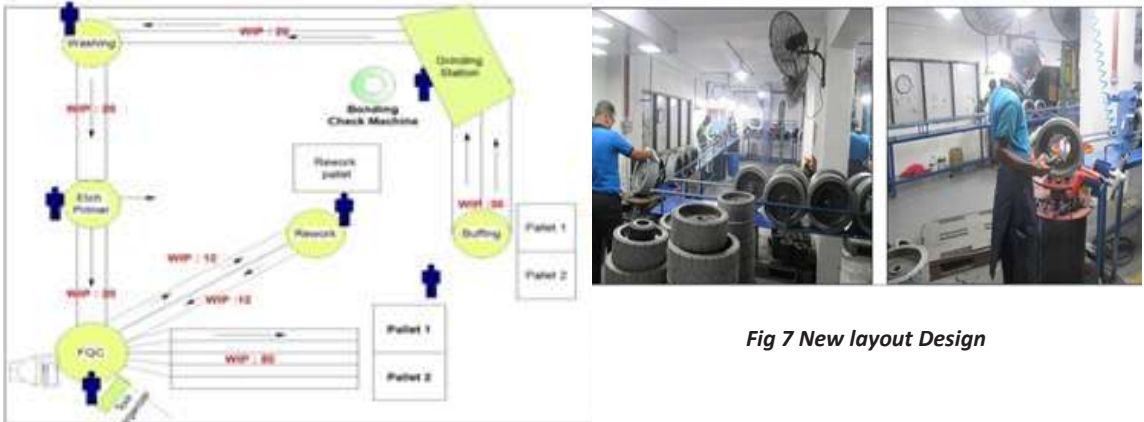 Washing
WIP : 20
Grinding
Station
WIP : 20
Bonding
Check Machine
Rework
pallet
Etch
Primer
Rework
WIP : 50
Buffing
Pallet 1
Pallet 2
WIP : 12
WIP : 20
WIP : 12
FQC
WIP : 50
Pallet 1
Pallet 2
Fig 7 New layout Design